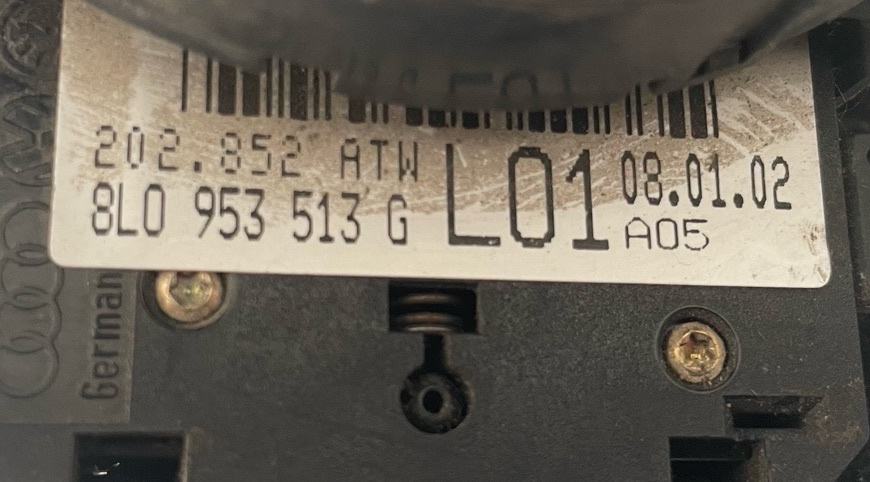 202.852 ATW
8L0 953 513 G
L01
08.01.02
A05
German